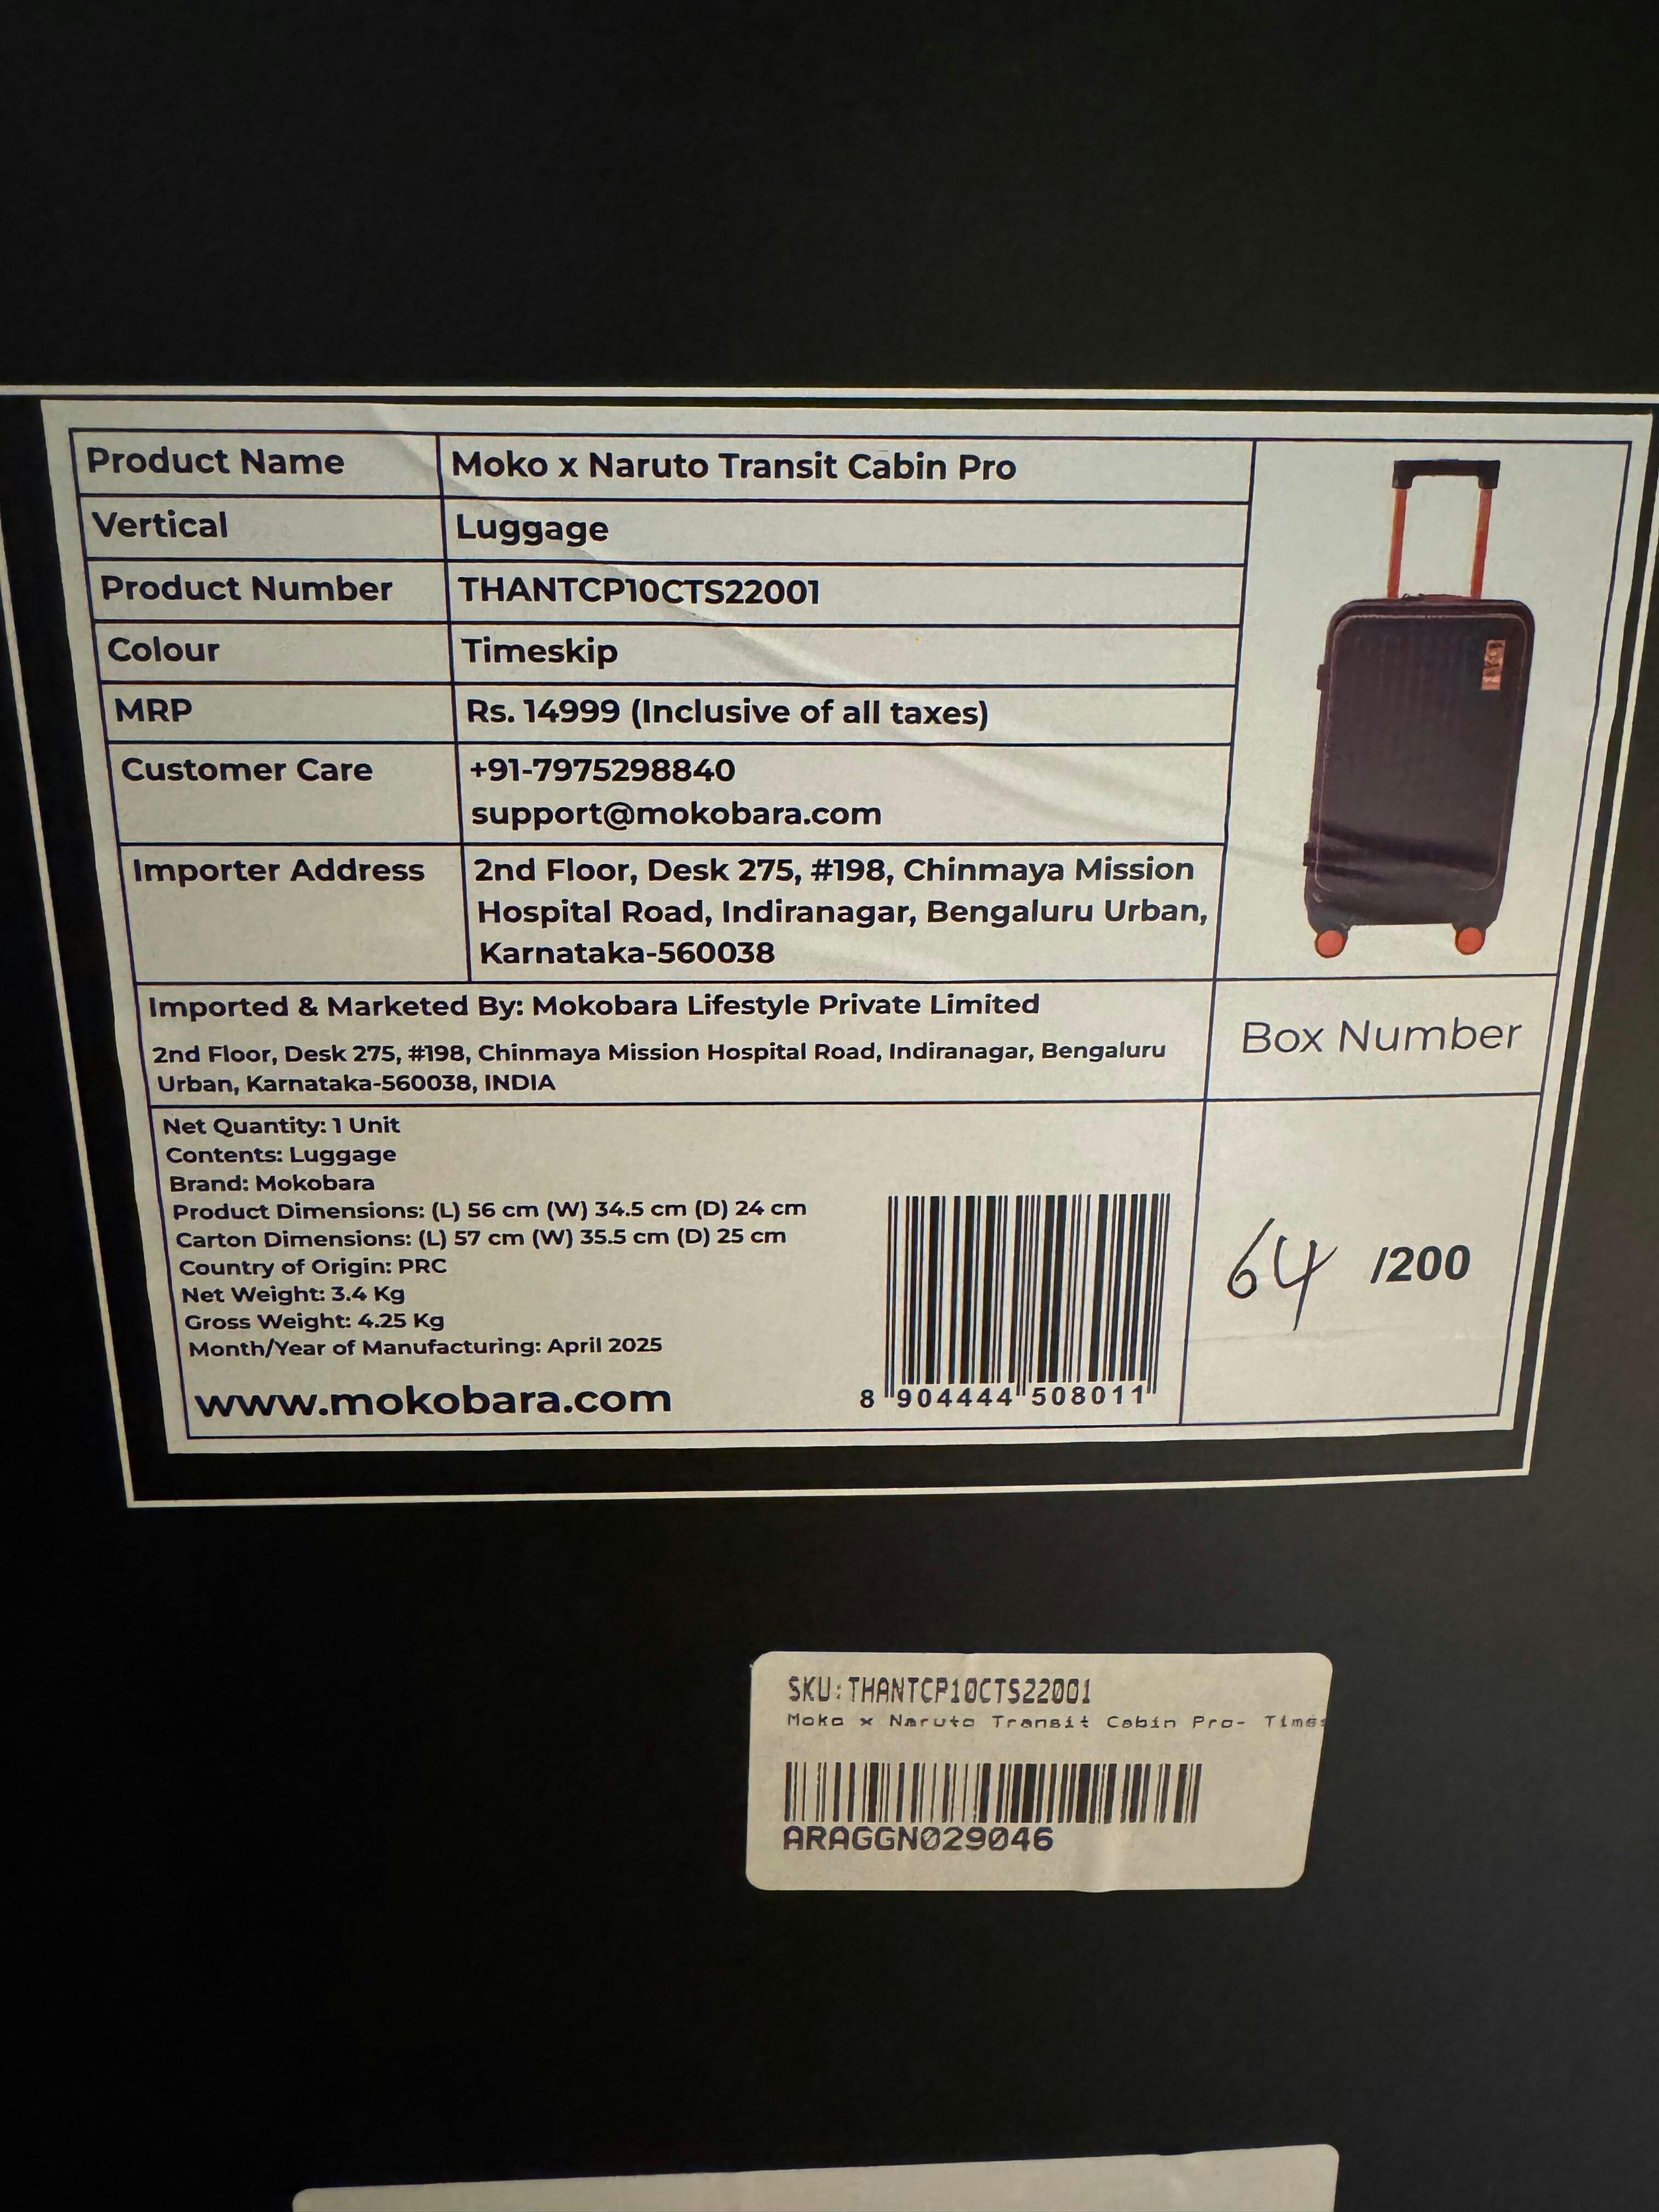 Product Name
Moko x Naruto Transit Cabin Pro
Vertical
Luggage
Product Number
THANTCP10CTS22001
Colour
Timeskip
MRP
Rs. 14999 (Inclusive of all taxes)
Customer Care
+91-7975298840
support@mokobara.com
Importer Address
2nd Floor, Desk 275, #198, Chinmaya Mission
Hospital Road, Indiranagar, Bengaluru Urban,
Karnataka-560038
Imported & Marketed By: Mokobara Lifestyle Private Limited
2nd Floor, Desk 275, #198, Chinmaya Mission Hospital Road, Indiranagar, Bengaluru
Urban, Karnataka-560038, INDIA
Box Number
Net Quantity: 1 Unit
Contents: Luggage
Brand: Mokobara
Product Dimensions: (L) 56 cm (W) 34.5 cm (D) 24 cm
Carton Dimensions: (L) 57 cm (W) 35.5 cm (D) 25 cm
Country of Origin: PRC
Net Weight: 3.4 Kg
Gross Weight: 4.25 Kg
Month/Year of Manufacturing: April 2025
www.mokobara.com
8 904444 508011
64 /200
SKU:THANTCP10CTS22001
Moko x Naruto Transit Cabin Pro- Times
ARAGGN029046